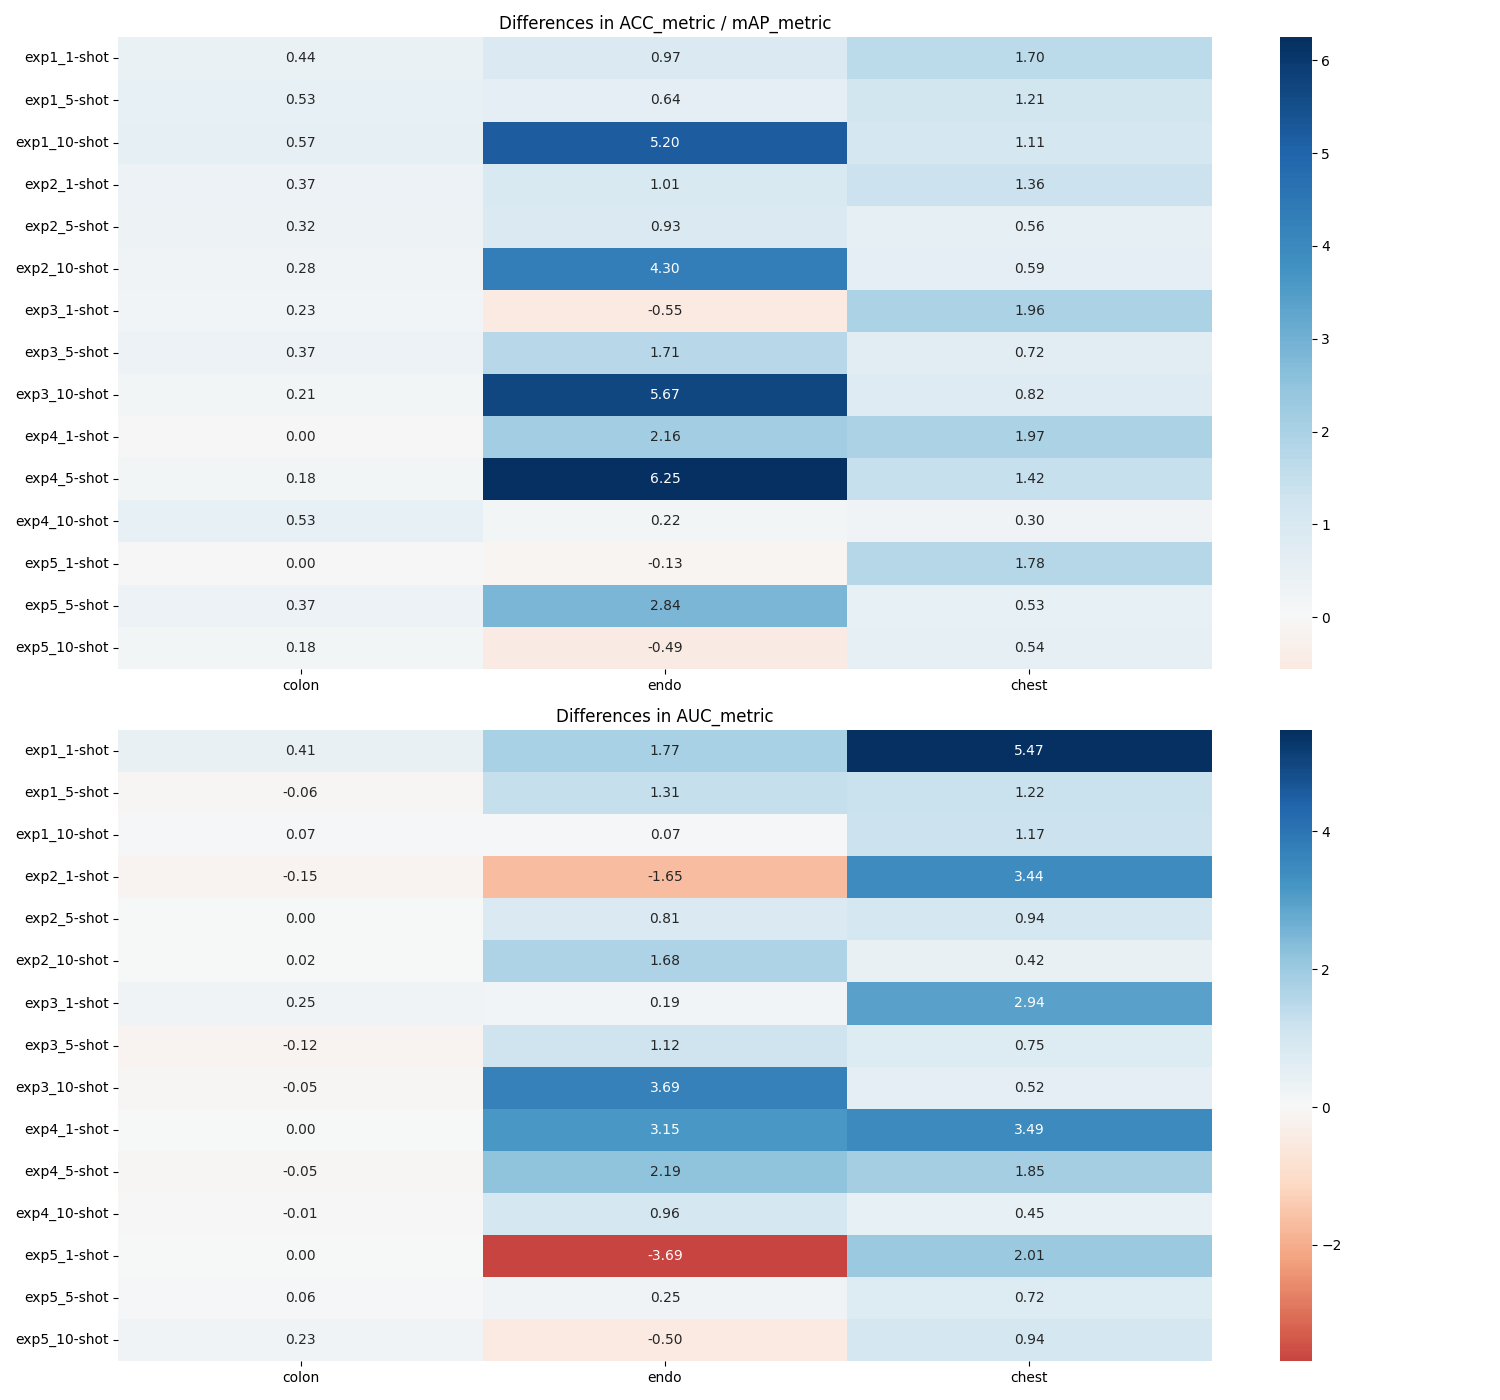 Differences in ACC_metric / mAP_metric
exp1_1-shot 0.44 0.97 1.70
exp1_5-shot 0.53 0.64 1.21
exp1_10-shot 0.57 5.20 1.11
exp2_1-shot 0.37 1.01 1.36
exp2_5-shot 0.32 0.93 0.56
exp2_10-shot 0.28 4.30 0.59
exp3_1-shot 0.23 -0.55 1.96
exp3_5-shot 0.37 1.71 0.72
exp3_10-shot 0.21 5.67 0.82
exp4_1-shot 0.00 2.16 1.97
exp4_5-shot 0.18 6.25 1.42
exp4_10-shot 0.53 0.22 0.30
exp5_1-shot 0.00 -0.13 1.78
exp5_5-shot 0.37 2.84 0.53
exp5_10-shot 0.18 -0.49 0.54
colon endo chest
6
5
4
3
2
1
0
Differences in AUC_metric
exp1_1-shot 0.41 1.77 5.47
exp1_5-shot -0.06 1.31 1.22
exp1_10-shot 0.07 0.07 1.17
exp2_1-shot -0.15 -1.65 3.44
exp2_5-shot 0.00 0.81 0.94
exp2_10-shot 0.02 1.68 0.42
exp3_1-shot 0.25 0.19 2.94
exp3_5-shot -0.12 1.12 0.75
exp3_10-shot -0.05 3.69 0.52
exp4_1-shot 0.00 3.15 3.49
exp4_5-shot -0.05 2.19 1.85
exp4_10-shot -0.01 0.96 0.45
exp5_1-shot 0.00 -3.69 2.01
exp5_5-shot 0.06 0.25 0.72
exp5_10-shot 0.23 -0.50 0.94
colon endo chest
4
2
0
−2